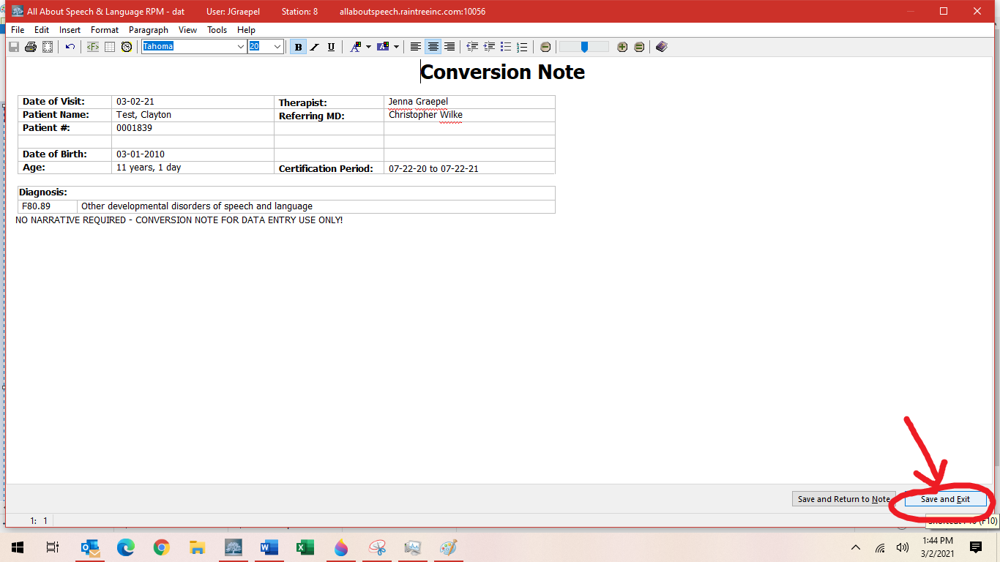 All About Speech & Language RPM - dat User: JGraepel Station: 8 allaboutspeech.raintreeinc.com:10056
File Edit Insert Format Paragraph View Tools Help
<F> Tahoma 20 B I U A AB
Conversion Note
Date of Visit: 03-02-21 Therapist: Jenna Graepel
Patient Name: Test, Clayton Referring MD: Christopher Wilke
Patient #: 0001839
Date of Birth: 03-01-2010
Age: 11 years, 1 day Certification Period: 07-22-20 to 07-22-21
Diagnosis:
F80.89 Other developmental disorders of speech and language
NO NARRATIVE REQUIRED - CONVERSION NOTE FOR DATA ENTRY USE ONLY!
Save and Return to Note Save and Exit
1: 1 (F10)
1:44 PM
3/2/2021